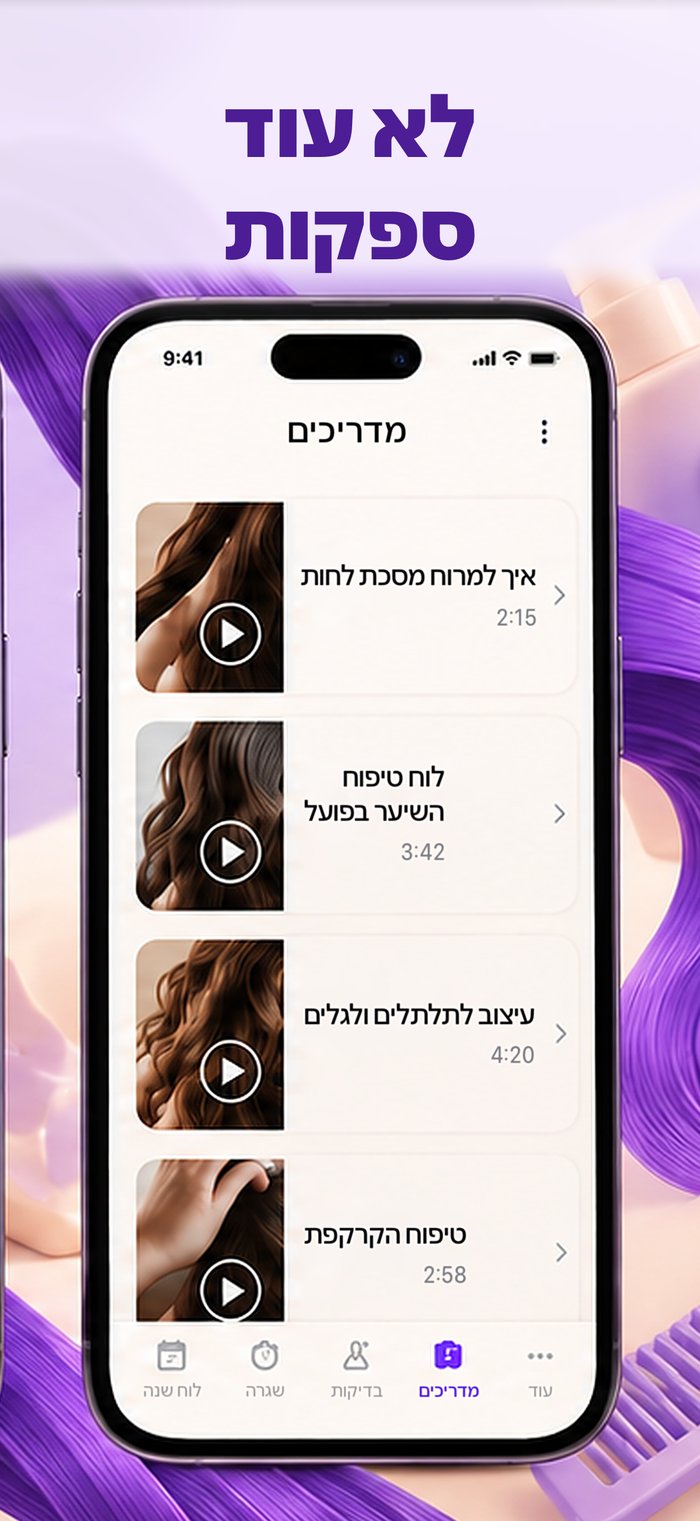 לא עוד
ספקות
9:41
מדריכים
איך למרוח מסכת לחות
2:15
לוח טיפוח
השיער בפועל
3:42
עיצוב לתלתלים ולגלים
4:20
טיפוח הקרקפת
2:58
עוד
מדריכים
בדיקות
שגרה
לוח שנה